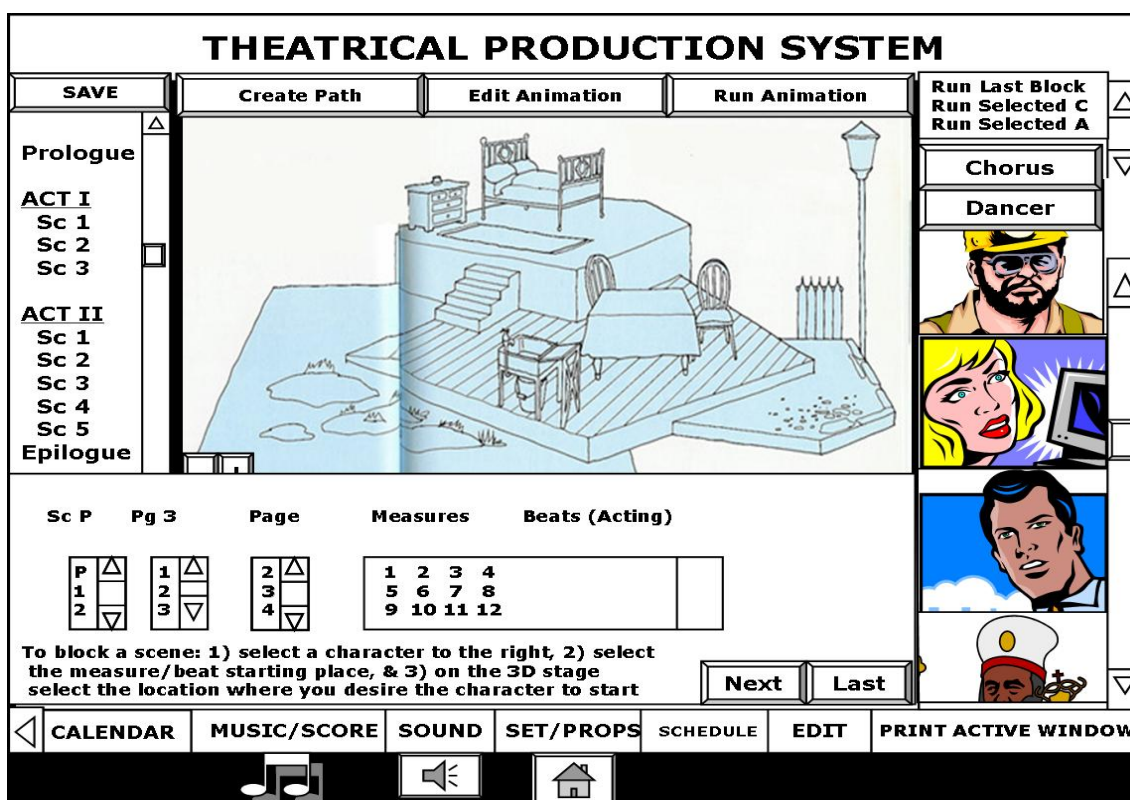 THEATRICAL PRODUCTION SYSTEM
SAVE
Create Path
Edit Animation
Run Animation
Run Last Block
Run Selected C
Run Selected A
Prologue
ACT I
Sc 1
Sc 2
Sc 3
ACT II
Sc 1
Sc 2
Sc 3
Sc 4
Sc 5
Epilogue
Chorus
Dancer
Sc P Pg 3 Page Measures Beats (Acting)
P
1
2
1
2
3
2
3
4
1 2 3 4
5 6 7 8
9 10 11 12
To block a scene: 1) select a character to the right, 2) select
the measure/beat starting place, & 3) on the 3D stage
select the location where you desire the character to start
Next
Last
CALENDAR
MUSIC/SCORE
SOUND
SET/PROPS
SCHEDULE
EDIT
PRINT ACTIVE WINDOW